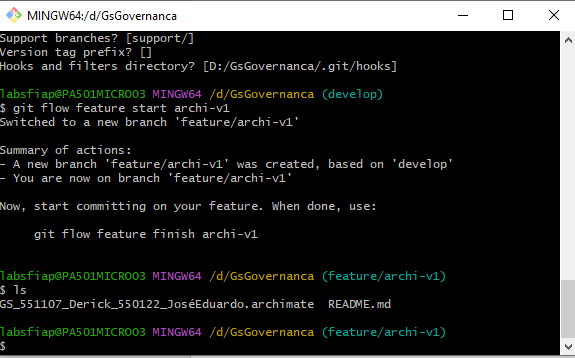 MINGW64:/d/GsGovernanca
Support branches? [support/]
Version tag prefix? []
Hooks and filters directory? [D:/GsGovernanca/.git/hooks]
labsfiap@PA501MICRO03 MINGW64 /d/GsGovernanca (develop)
$ git flow feature start archi-v1
Switched to a new branch 'feature/archi-v1'
Summary of actions:
- A new branch 'feature/archi-v1' was created, based on 'develop'
- You are now on branch 'feature/archi-v1'
Now, start committing on your feature. When done, use:
git flow feature finish archi-v1
labsfiap@PA501MICRO03 MINGW64 /d/GsGovernanca (feature/archi-v1)
$ ls
GS_551107_Derick_550122_JoséEduardo.archimate  README.md
labsfiap@PA501MICRO03 MINGW64 /d/GsGovernanca (feature/archi-v1)
$